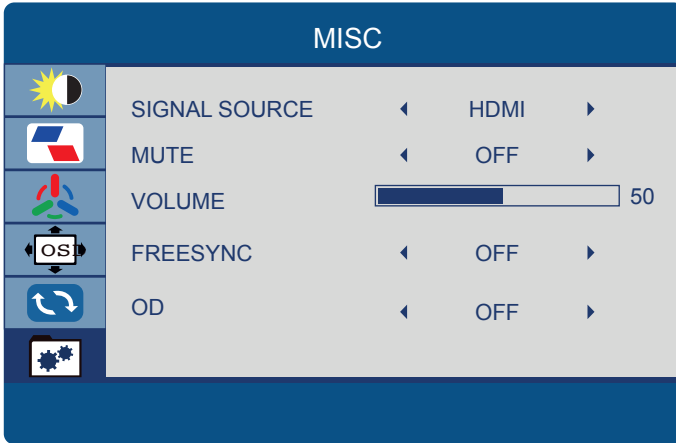 MISC
SIGNAL SOURCE HDMI
MUTE OFF
VOLUME 50
OSD
FREESYNC OFF
OD OFF